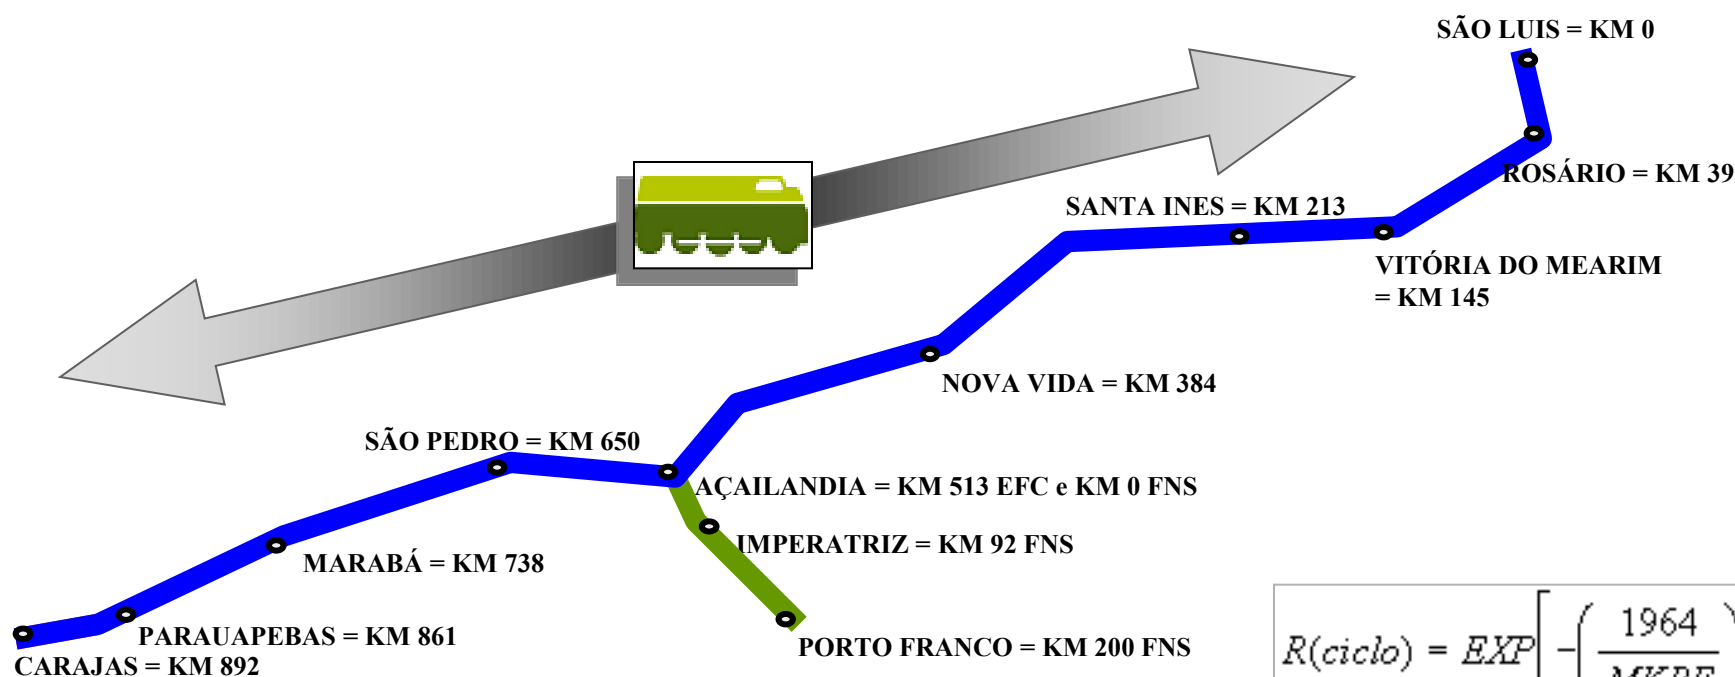 SÃO LUIS = KM 0
ROSÁRIO = KM 39
SANTA INES = KM 213
VITÓRIA DO MEARIM
= KM 145
NOVA VIDA = KM 384
SÃO PEDRO = KM 650
AÇAILANDIA = KM 513 EFC e KM 0 FNS
IMPERATRIZ = KM 92 FNS
MARABÁ = KM 738
PARAUAPEBAS = KM 861
PORTO FRANCO = KM 200 FNS
CARAJAS = KM 892
R(ciclo) = EXP[-(1964